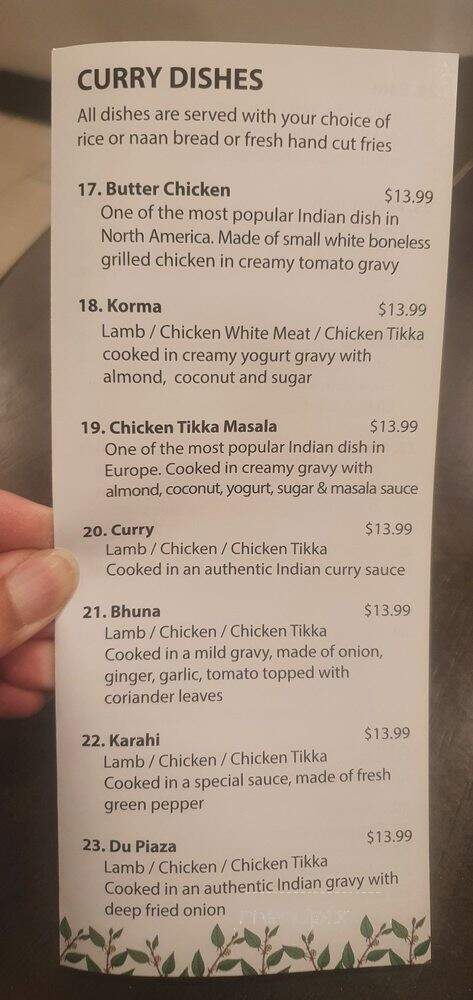 CURRY DISHES
All dishes are served with your choice of
rice or naan bread or fresh hand cut fries
17. Butter Chicken $13.99
One of the most popular Indian dish in
North America. Made of small white boneless
grilled chicken in creamy tomato gravy
18. Korma $13.99
Lamb / Chicken White Meat / Chicken Tikka
cooked in creamy yogurt gravy with
almond, coconut and sugar
19. Chicken Tikka Masala $13.99
One of the most popular Indian dish in
Europe. Cooked in creamy gravy with
almond, coconut, yogurt, sugar & masala sauce
20. Curry $13.99
Lamb / Chicken / Chicken Tikka
Cooked in an authentic Indian curry sauce
21. Bhuna $13.99
Lamb / Chicken / Chicken Tikka
Cooked in a mild gravy, made of onion,
ginger, garlic, tomato topped with
coriander leaves
22. Karahi $13.99
Lamb / Chicken / Chicken Tikka
Cooked in a special sauce, made of fresh
green pepper
23. Du Piaza $13.99
Lamb / Chicken / Chicken Tikka
Cooked in an authentic Indian gravy with
deep fried onion